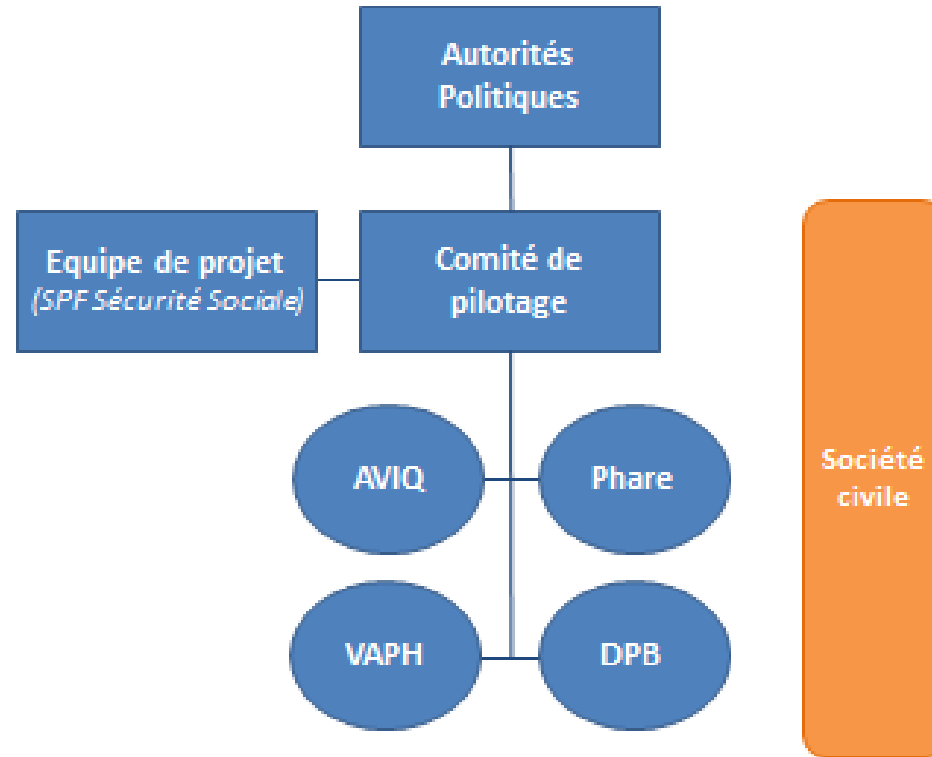 Autorités
Politiques
Equipe de projet
(SPF Sécurité Sociale)
Comité de
pilotage
AVIQ
Phare
Société
civile
VAPH
DPB